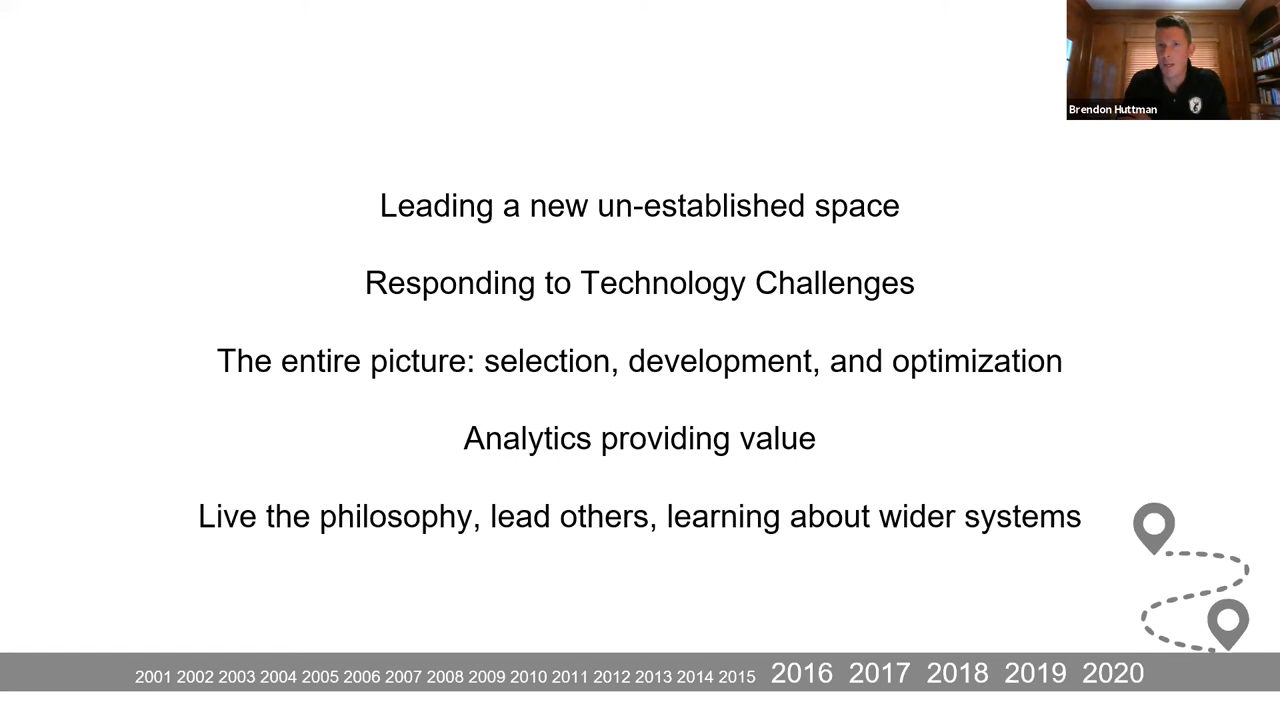 Brendon Huttman
Leading a new un-established space
Responding to Technology Challenges
The entire picture: selection, development, and optimization
Analytics providing value
Live the philosophy, lead others, learning about wider systems
2001 2002 2003 2004 2005 2006 2007 2008 2009 2010 2011 2012 2013 2014 2015 2016 2017 2018 2019 2020